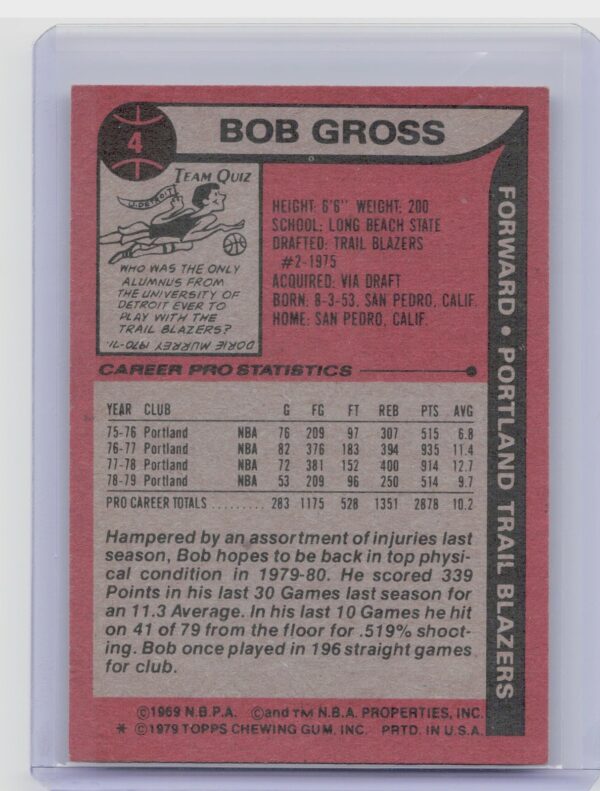 4
BOB GROSS
TEAM QUIZ
DETROIT
WHO WAS THE ONLY
ALUMNUS FROM
THE UNIVERSITY OF
DETROIT EVER TO
PLAY WITH THE
TRAIL BLAZERS?
DORIE MURREY 1970-71.
HEIGHT: 6'6" WEIGHT: 200
SCHOOL: LONG BEACH STATE
DRAFTED: TRAIL BLAZERS
#2-1975
ACQUIRED: VIA DRAFT
BORN: 8-3-53, SAN PEDRO, CALIF.
HOME: SAN PEDRO, CALIF.
FORWARD • PORTLAND TRAIL BLAZERS
CAREER PRO STATISTICS
YEAR CLUB G FG FT REB PTS AVG
75-76 Portland NBA 76 209 97 307 515 6.8
76-77 Portland NBA 82 376 183 394 935 11.4
77-78 Portland NBA 72 381 152 400 914 12.7
78-79 Portland NBA 53 209 96 250 514 9.7
PRO CAREER TOTALS ......... 283 1175 528 1351 2878 10.2
Hampered by an assortment of injuries last
season, Bob hopes to be back in top physi-
cal condition in 1979-80. He scored 339
Points in his last 30 Games last season for
an 11.3 Average. In his last 10 Games he hit
on 41 of 79 from the floor for .519% shoot-
ing. Bob once played in 196 straight games
for club.
©1969 N.B.P.A. ©and TM N.B.A. PROPERTIES, INC.
* ©1979 TOPPS CHEWING GUM, INC. PRTD. IN U.S.A.